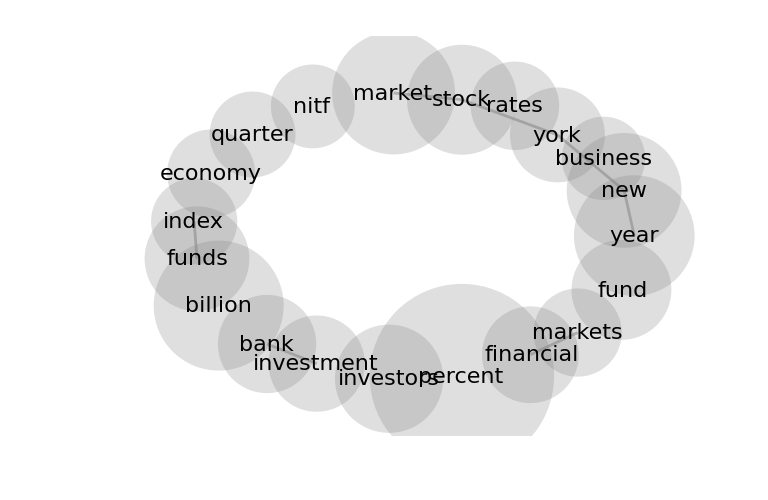 market
stock
rates
nitf
york
quarter
business
economy
new
index
year
funds
fund
billion
markets
bank
financial
investment
percent
investors